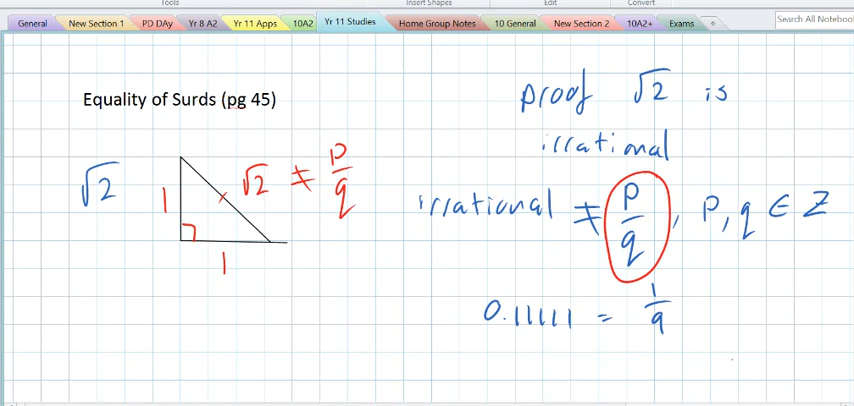 Tools
Insert Shapes
Edit
Convert
General
New Section 1
PD DAy
Yr 8 A2
Yr 11 Apps
10A2
Yr 11 Studies
Home Group Notes
10 General
New Section 2
10A2+
Exams
Search All Notebook
Equality of Surds (pg 45)
√2
1
√2 ≠ p/q
1
proof √2 is
irrational
irrational ≠ p/q, p, q ∈ Z
0.11111 = 1/9